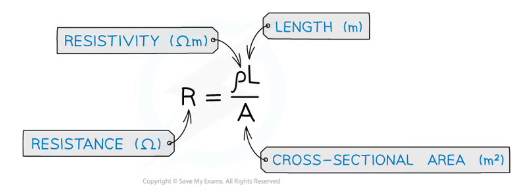 RESISTIVITY (Ωm)
LENGTH (m)
R = ρL
A
RESISTANCE (Ω)
CROSS-SECTIONAL AREA (m²)
Copyright © Save My Exams. All Rights Reserved